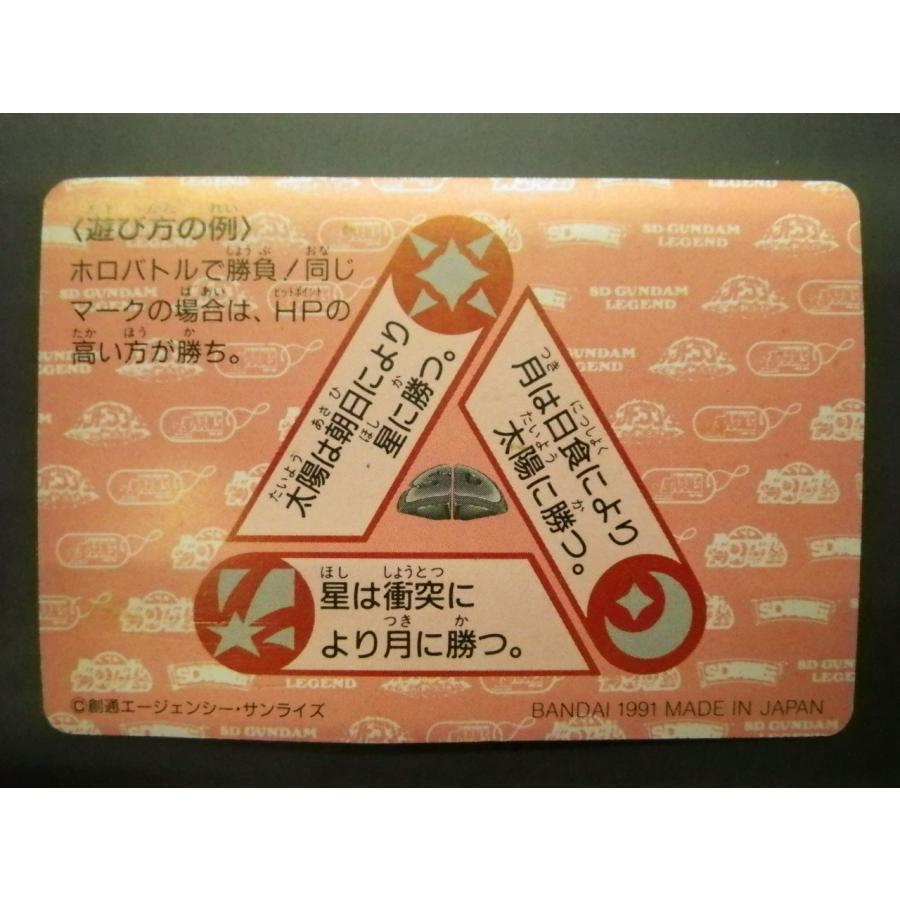 〈遊び方の例〉
ホロバトルで勝負！同じ
マークの場合は、HPの
高い方が勝ち。
太陽は朝日により
星に勝つ。
月は日食により
太陽に勝つ。
星は衝突に
より月に勝つ。
©創通エージェンシー・サンライズ
BANDAI 1991 MADE IN JAPAN
SD GUNDAM
LEGEND